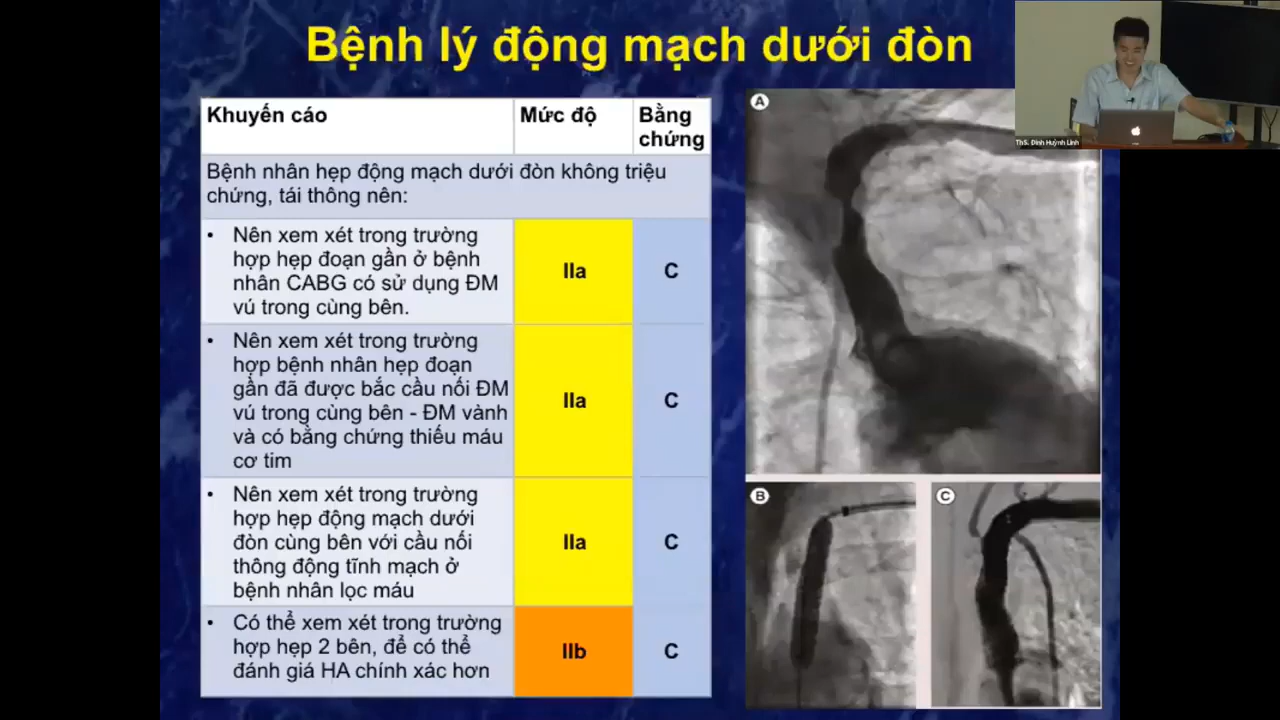 Bệnh lý động mạch dưới đòn
Khuyến cáo
Mức độ
Bằng
chứng
Bệnh nhân hẹp động mạch dưới đòn không triệu
chứng, tái thông nên:
• Nên xem xét trong trường
hợp hẹp đoạn gần ở bệnh
nhân CABG có sử dụng ĐM
vú trong cùng bên.
IIa
C
• Nên xem xét trong trường
hợp bệnh nhân hẹp đoạn
gần đã được bắc cầu nối ĐM
vú trong cùng bên - ĐM vành
và có bằng chứng thiếu máu
cơ tim
IIa
C
• Nên xem xét trong trường
hợp hẹp động mạch dưới
đòn cùng bên với cầu nối
thông động tĩnh mạch ở
bệnh nhân lọc máu
IIa
C
• Có thể xem xét trong trường
hợp hẹp 2 bên, để có thể
đánh giá HA chính xác hơn
IIb
C
A
B
C
ThS. Đinh Huỳnh Linh